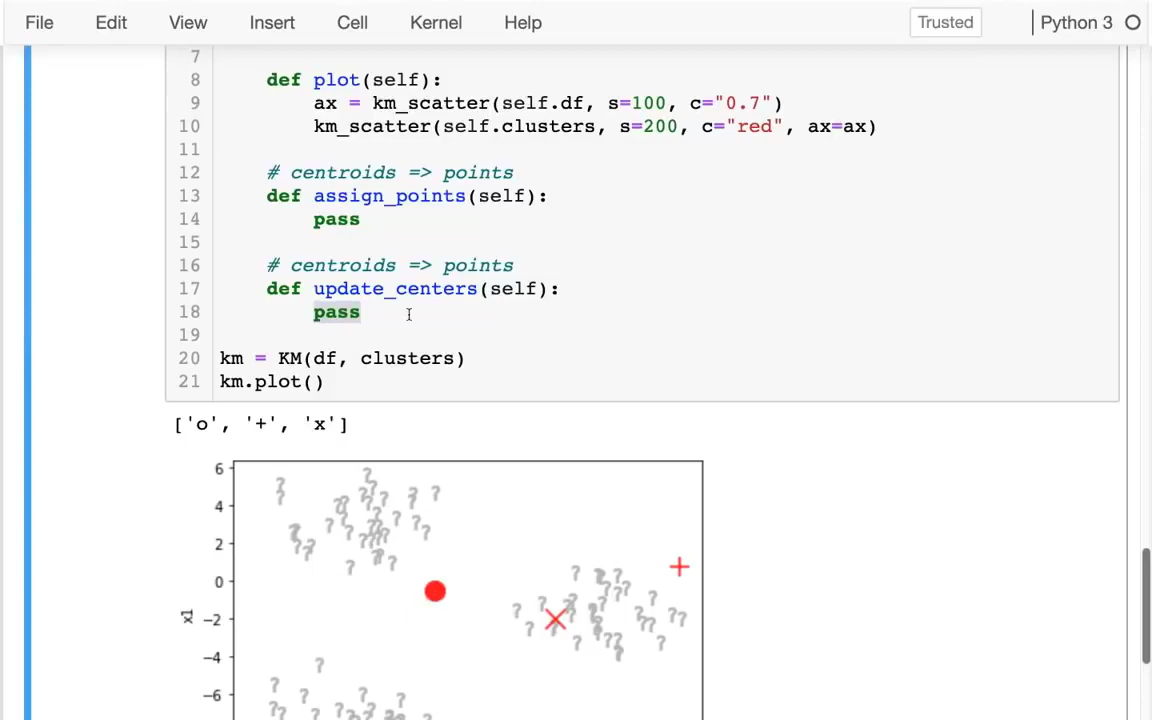 File Edit View Insert Cell Kernel Help Trusted Python 3
7
8 def plot(self):
9 ax = km_scatter(self.df, s=100, c="0.7")
10 km_scatter(self.clusters, s=200, c="red", ax=ax)
11
12 # centroids => points
13 def assign_points(self):
14 pass
15
16 # centroids => points
17 def update_centers(self):
18 pass
19
20 km = KM(df, clusters)
21 km.plot()
['o', '+', 'x']
6
4
2
0
x1
−2
−4
−6